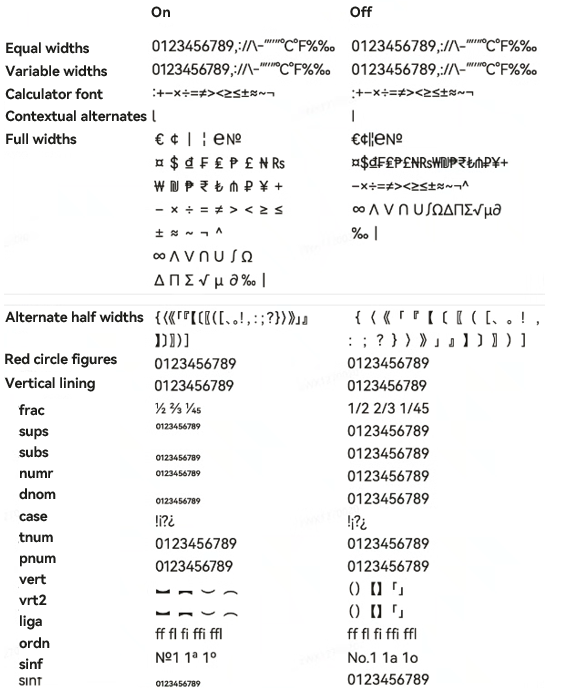 On Off
Equal widths 0123456789,://\-"'"'°C°F%‰ 0123456789,://\-"'"'°C°F%‰
Variable widths 0123456789,://\-"'"'°C°F%‰ 0123456789,://\-"'"'°C°F%‰
Calculator font :+−×÷=≠><≥≤±≈~¬ :+−×÷=≠><≥≤±≈~¬
Contextual alternates l l
Full widths € ¢ | ¦ ℮ № €¢|¦℮№
¤ $ ₫ ₣ ₤ ₱ £ ₦ ₨ ¤$₫₣₤₱£₦₨₩₪₱₹₺₼₽¥+
₩ ₪ ₱ ₹ ₺ ₼ ₽ ¥ + −×÷=≠><≥≤±≈~¬^
− × ÷ = ≠ > < ≥ ≤ ∞ Λ V ∩ U∫Ω∆ΠΣ√µ∂
± ≈ ~ ¬ ^ ‰ |
∞ Λ V ∩ U ∫ Ω
∆ Π Σ √ µ ∂ ‰ |
Alternate half widths {〈《「『【〔〖([、。!,:;?}〉》」』 { 〈 《 「 『 【 〔 〖 ( [、 。 ! ,
】〕〗)] : ; ? } 〉 》 」 』 】 〕 〗 ) ]
Red circle figures 0123456789 0123456789
Vertical lining 0123456789 0123456789
frac ½ ⅔ 1/45 1/2 2/3 1/45
sups 0123456789 0123456789
subs 0123456789 0123456789
numr 0123456789 0123456789
dnom 0123456789 0123456789
case !¡?¿ !¡?¿
tnum 0123456789 0123456789
pnum 0123456789 0123456789
vert ︼ ︻ ︶ ︵ () 【】 「」
vrt2 ︼ ︻ ︶ ︵ () 【】 「」
liga ff fl fi ffi ffl ff fl fi ffi ffl
ordn №1 1ª 1º No.1 1a 1o
sinf 0123456789 0123456789